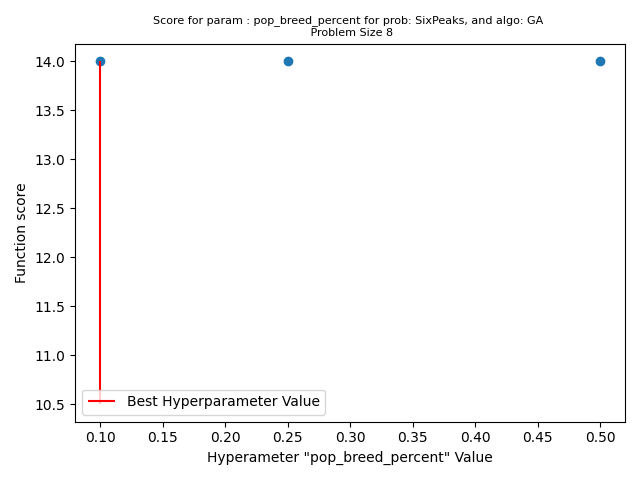 Score for param : pop_breed_percent for prob: SixPeaks, and algo: GA
Problem Size 8
14.0
13.5
13.0
12.5
12.0
11.5
11.0
10.5
Function score
Best Hyperparameter Value
0.10 0.15 0.20 0.25 0.30 0.35 0.40 0.45 0.50
Hyperameter "pop_breed_percent" Value